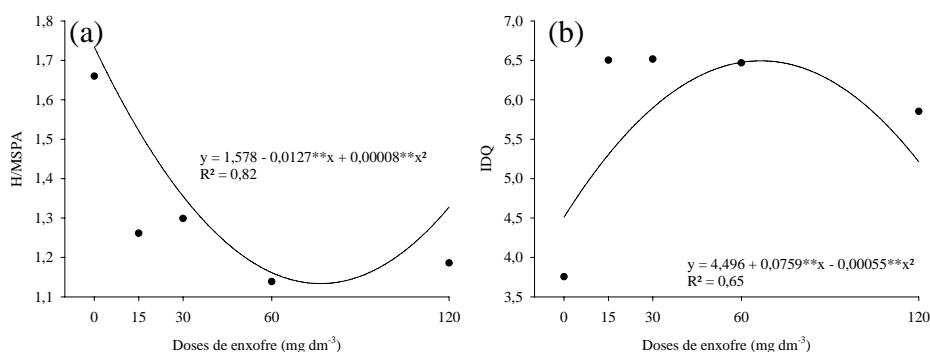 (a)
1,8
1,7
1,6
1,5
1,4
1,3
1,2
1,1
H/MSPA
y = 1,578 - 0,0127**x + 0,00008**x²
R² = 0,82
0 15 30 60 120
Doses de enxofre (mg dm⁻³)
(b)
7,0
6,5
6,0
5,5
5,0
4,5
4,0
3,5
IDQ
y = 4,496 + 0,0759**x - 0,00055**x²
R² = 0,65
0 15 30 60 120
Doses de enxofre (mg dm⁻³)